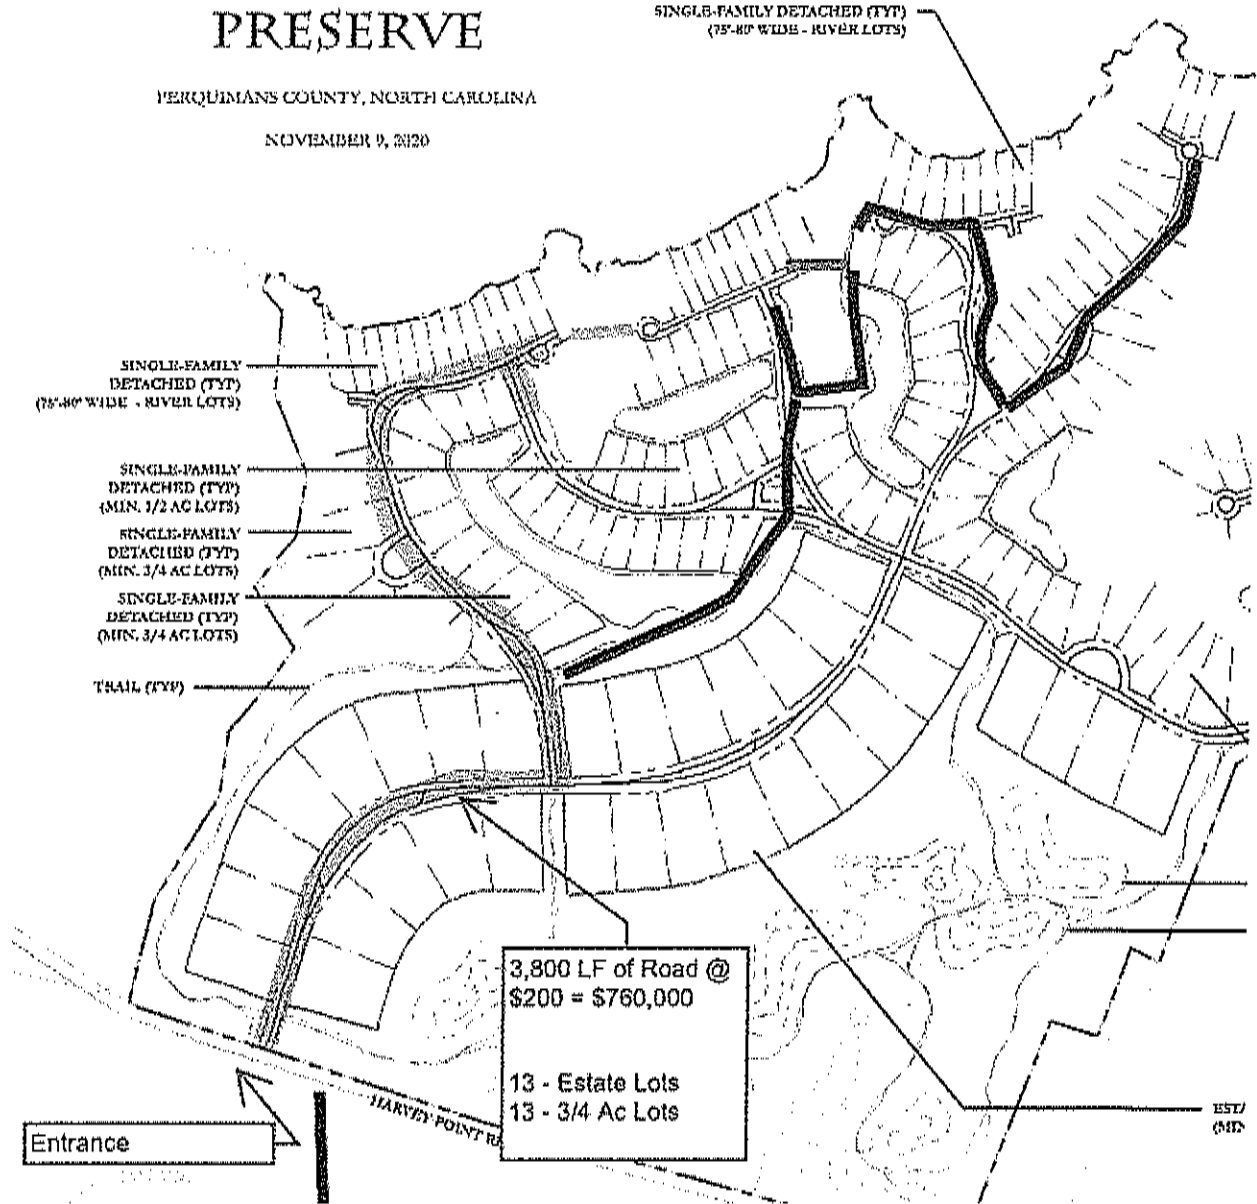 PRESERVE
PERQUIMANS COUNTY, NORTH CAROLINA
NOVEMBER 9, 2020
SINGLE-FAMILY DETACHED (TYP)
(75'-80' WIDE - RIVER LOTS)
SINGLE-FAMILY
DETACHED (TYP)
(75'-80' WIDE - RIVER LOTS)
SINGLE-FAMILY
DETACHED (TYP)
(MIN. 1/2 AC LOTS)
SINGLE-FAMILY
DETACHED (TYP)
(MIN. 3/4 AC LOTS)
SINGLE-FAMILY
DETACHED (TYP)
(MIN. 3/4 AC LOTS)
TRAIL (TYP)
3,800 LF of Road @
$200 = $760,000
13 - Estate Lots
13 - 3/4 Ac Lots
HARVEY POINT R
Entrance
EST
(MIN